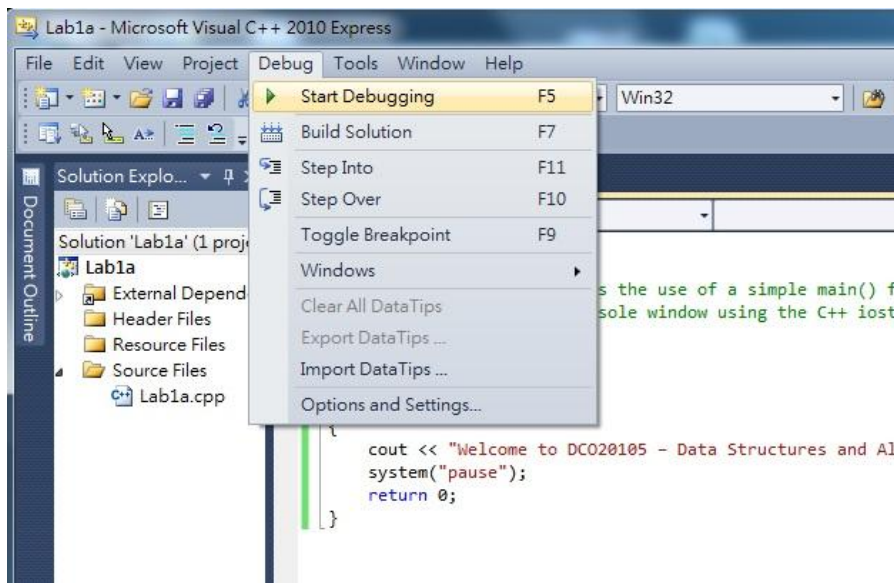 Lab1a - Microsoft Visual C++ 2010 Express
File Edit View Project Debug Tools Window Help
Win32
Start Debugging F5
Build Solution F7
Step Into F11
Step Over F10
Toggle Breakpoint F9
Windows
Clear All DataTips
Export DataTips ...
Import DataTips ...
Options and Settings...
Document Outline
Solution Explo...
Solution 'Lab1a' (1 proje
Lab1a
External Depend
Header Files
Resource Files
Source Files
Lab1a.cpp
s the use of a simple main() f
sole window using the C++ iost
{
cout << "Welcome to DCO20105 – Data Structures and Al
system("pause");
return 0;
}